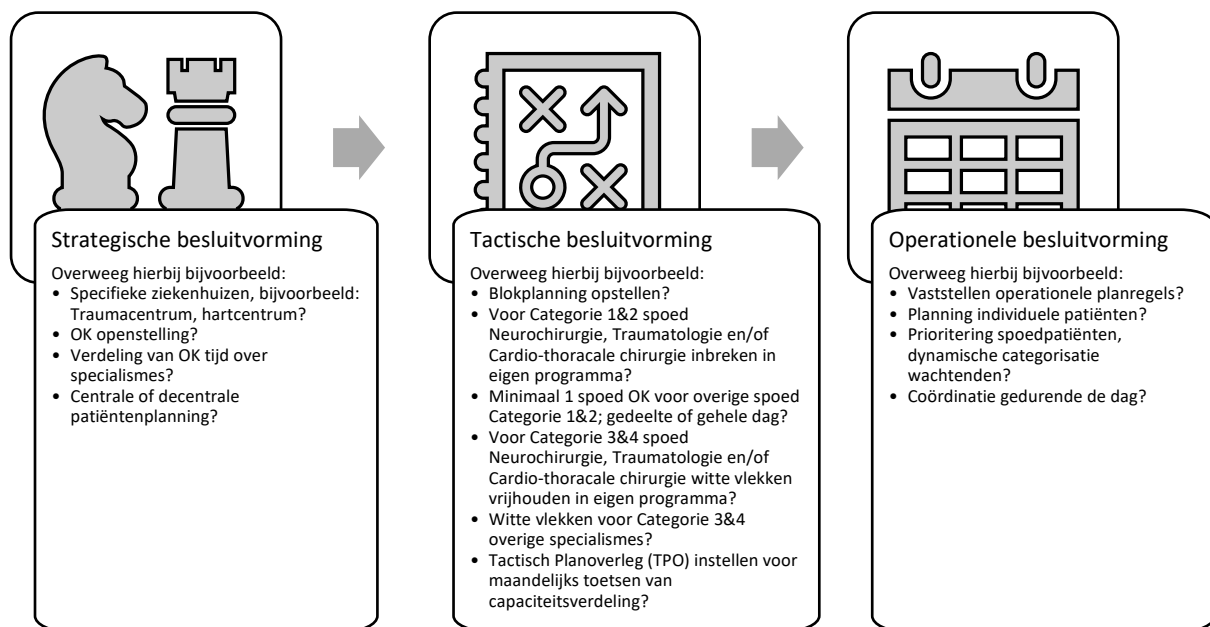 Strategische besluitvorming
Overweeg hierbij bijvoorbeeld:
• Specifieke ziekenhuizen, bijvoorbeeld:
Traumacentrum, hartcentrum?
• OK openstelling?
• Verdeling van OK tijd over
specialismes?
• Centrale of decentrale
patiëntenplanning?
Tactische besluitvorming
Overweeg hierbij bijvoorbeeld:
• Blokplanning opstellen?
• Voor Categorie 1&2 spoed
Neurochirurgie, Traumatologie en/of
Cardio-thoracale chirurgie inbreken in
eigen programma?
• Minimaal 1 spoed OK voor overige spoed
Categorie 1&2; gedeelte of gehele dag?
• Voor Categorie 3&4 spoed
Neurochirurgie, Traumatologie en/of
Cardio-thoracale chirurgie witte vlekken
vrijhouden in eigen programma?
• Witte vlekken voor Categorie 3&4
overige specialismes?
• Tactisch Planoverleg (TPO) instellen voor
maandelijks toetsen van
capaciteitsverdeling?
Operationele besluitvorming
Overweeg hierbij bijvoorbeeld:
• Vaststellen operationele planregels?
• Planning individuele patiënten?
• Prioritering spoedpatiënten,
dynamische categorisatie
wachtenden?
• Coördinatie gedurende de dag?